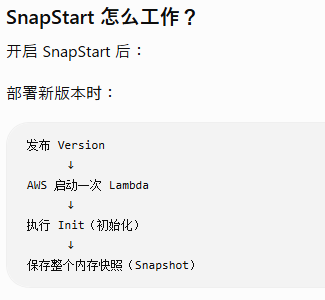 SnapStart 怎么工作？
开启 SnapStart 后：
部署新版本时：
发布 Version
↓
AWS 启动一次 Lambda
↓
执行 Init（初始化）
↓
保存整个内存快照（Snapshot）